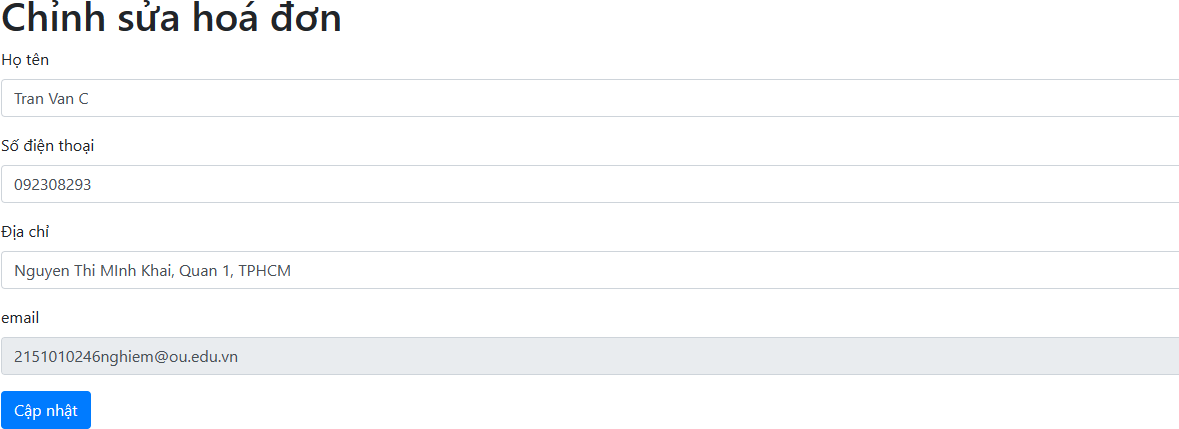 Chỉnh sửa hoá đơn
Họ tên
Tran Van C
Số điện thoại
092308293
Địa chỉ
Nguyen Thi MInh Khai, Quan 1, TPHCM
email
2151010246nghiem@ou.edu.vn
Cập nhật